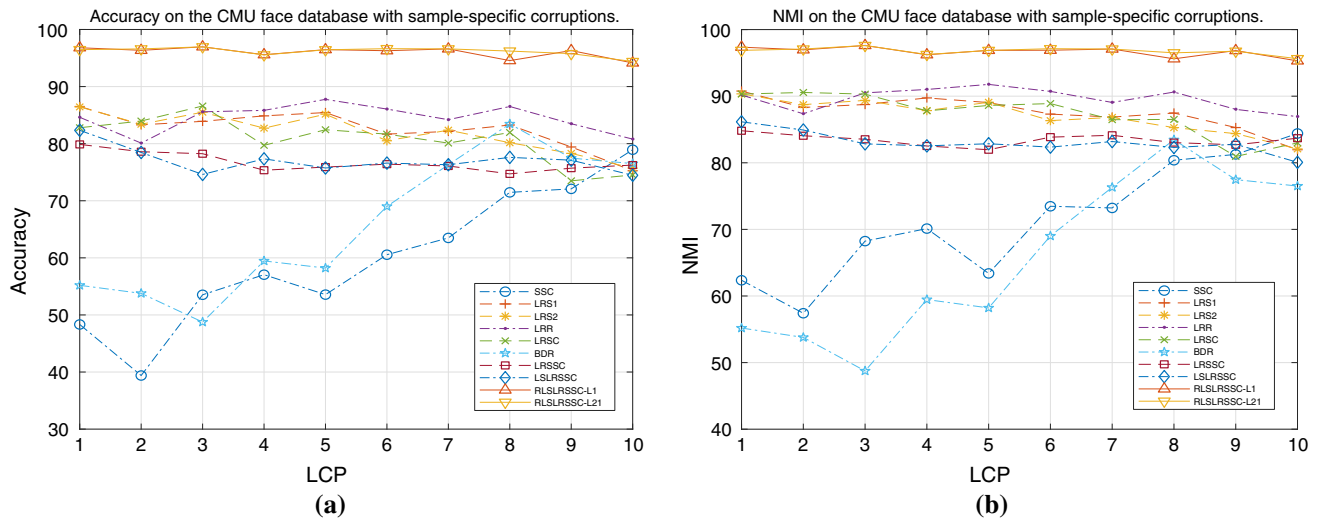 Accuracy on the CMU face database with sample-specific corruptions.
100
90
80
70
60
50
40
30
Accuracy
1 2 3 4 5 6 7 8 9 10
LCP
SSC
LRS1
LRS2
LRR
LRSC
BDR
LRSSC
LSLRSSC
RLSLRSSC-L1
RLSLRSSC-L21
(a)
NMI on the CMU face database with sample-specific corruptions.
100
90
80
70
60
50
40
NMI
1 2 3 4 5 6 7 8 9 10
LCP
SSC
LRS1
LRS2
LRR
LRSC
BDR
LRSSC
LSLRSSC
RLSLRSSC-L1
RLSLRSSC-L21
(b)